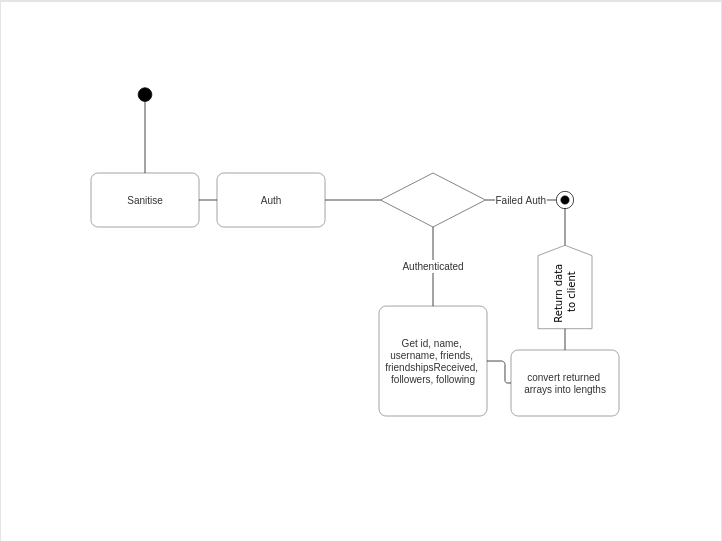 Sanitise
Auth
Failed Auth
Authenticated
Get id, name,
username, friends,
friendshipsReceived,
followers, following
convert returned
arrays into lengths
Return data
to client